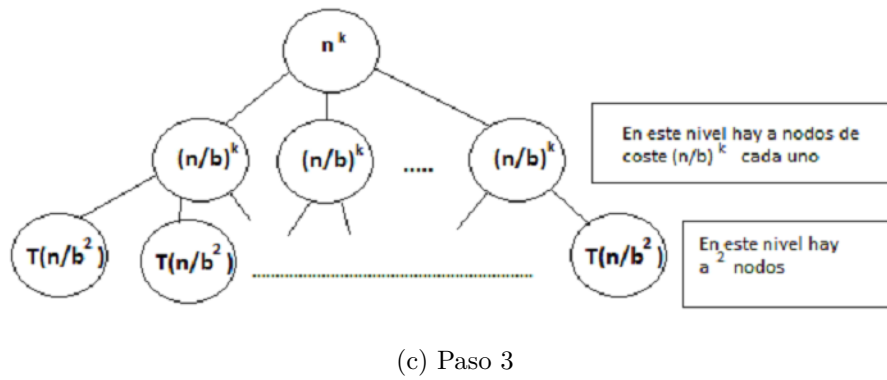 n^k
(n/b)^k (n/b)^k ..... (n/b)^k
En este nivel hay a nodos de
coste (n/b)^k cada uno
T(n/b^2) T(n/b^2) T(n/b^2)
En este nivel hay
a^2 nodos
(c) Paso 3